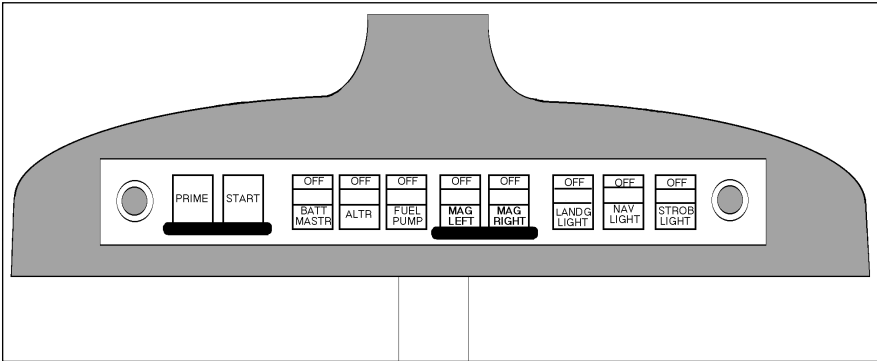 PRIME
START
OFF
BATT
MASTR
OFF
ALTR
OFF
FUEL
PUMP
OFF
MAG
LEFT
OFF
MAG
RIGHT
OFF
LANDG
LIGHT
OFF
NAV
LIGHT
OFF
STROB
LIGHT